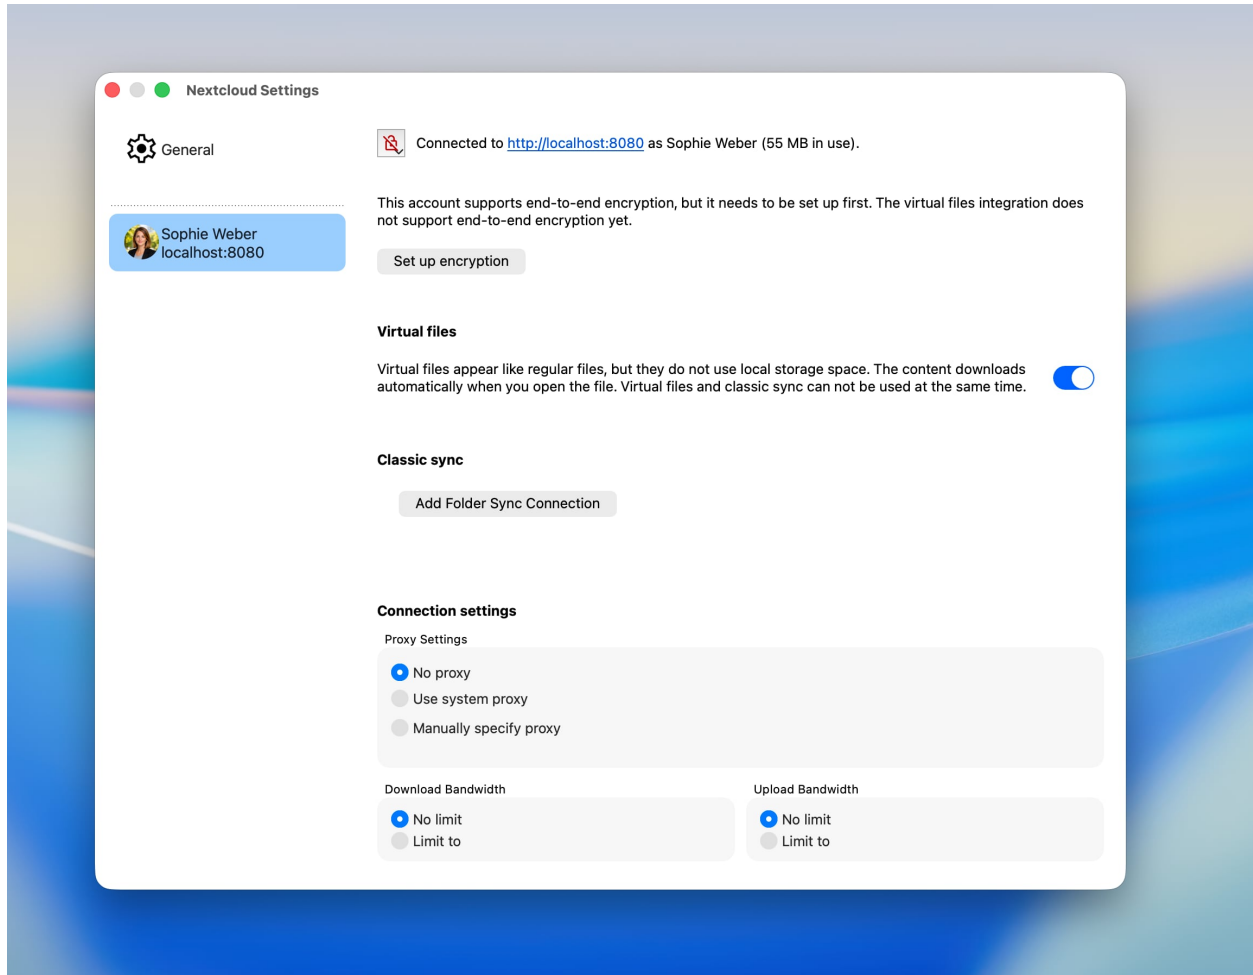 Nextcloud Settings
General
Sophie Weber
localhost:8080
Connected to http://localhost:8080 as Sophie Weber (55 MB in use).
This account supports end-to-end encryption, but it needs to be set up first. The virtual files integration does
not support end-to-end encryption yet.
Set up encryption
Virtual files
Virtual files appear like regular files, but they do not use local storage space. The content downloads
automatically when you open the file. Virtual files and classic sync can not be used at the same time.
Classic sync
Add Folder Sync Connection
Connection settings
Proxy Settings
No proxy
Use system proxy
Manually specify proxy
Download Bandwidth
No limit
Limit to
Upload Bandwidth
No limit
Limit to